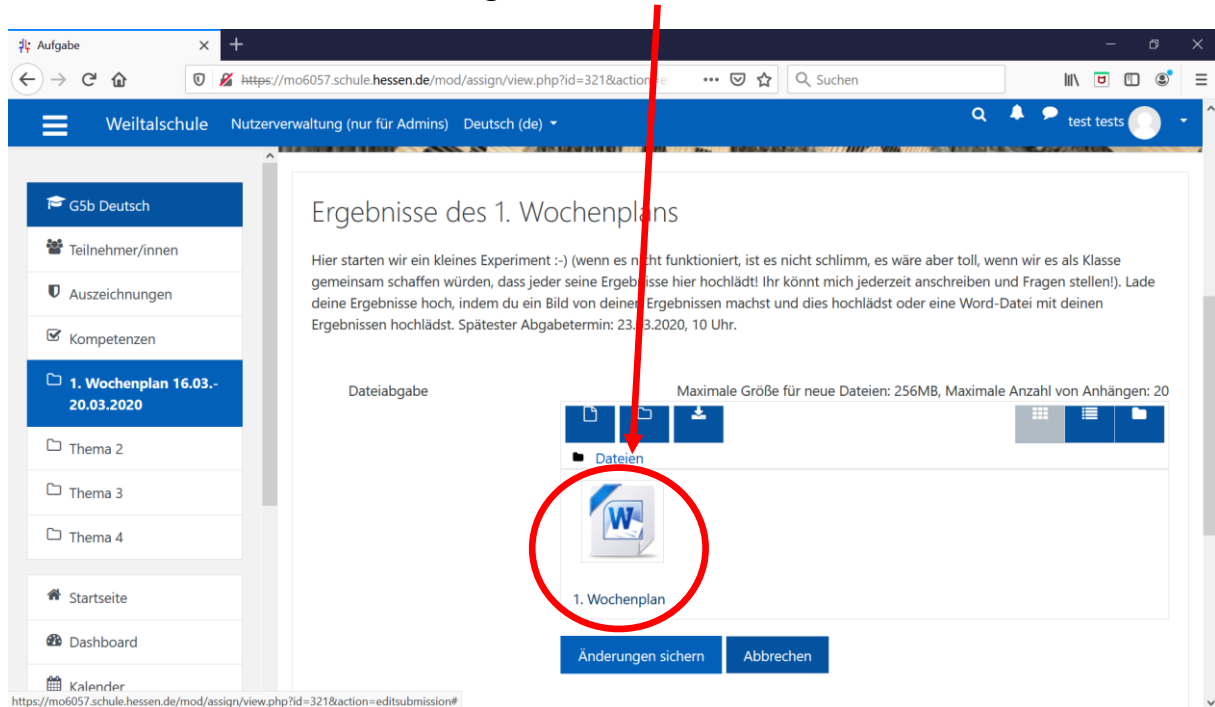 Aufgabe
https://mo6057.schule.hessen.de/mod/assign/view.php?id=321&action=e
Suchen
Weiltalschule Nutzerverwaltung (nur für Admins) Deutsch (de)
test tests
G5b Deutsch
Teilnehmer/innen
Auszeichnungen
Kompetenzen
1. Wochenplan 16.03.-
20.03.2020
Thema 2
Thema 3
Thema 4
Startseite
Dashboard
Kalender
Ergebnisse des 1. Wochenplans
Hier starten wir ein kleines Experiment :-) (wenn es nicht funktioniert, ist es nicht schlimm, es wäre aber toll, wenn wir es als Klasse
gemeinsam schaffen würden, dass jeder seine Ergebnisse hier hochlädt! Ihr könnt mich jederzeit anschreiben und Fragen stellen!). Lade
deine Ergebnisse hoch, indem du ein Bild von deinen Ergebnissen machst und dies hochlädst oder eine Word-Datei mit deinen
Ergebnissen hochlädst. Spätester Abgabetermin: 23.03.2020, 10 Uhr.
Dateiabgabe
Maximale Größe für neue Dateien: 256MB, Maximale Anzahl von Anhängen: 20
Dateien
W
1. Wochenplan
Änderungen sichern
Abbrechen
https://mo6057.schule.hessen.de/mod/assign/view.php?id=321&action=editsubmission#